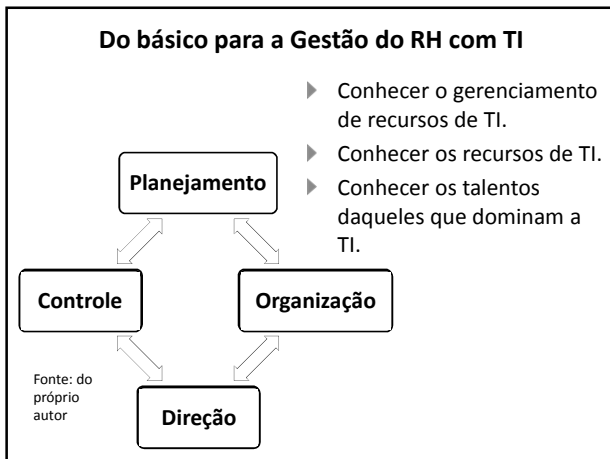 Do básico para a Gestão do RH com TI
Conhecer o gerenciamento
de recursos de TI.
Conhecer os recursos de TI.
Conhecer os talentos
daqueles que dominam a
TI.
Planejamento
Controle
Organização
Direção
Fonte: do
próprio
autor